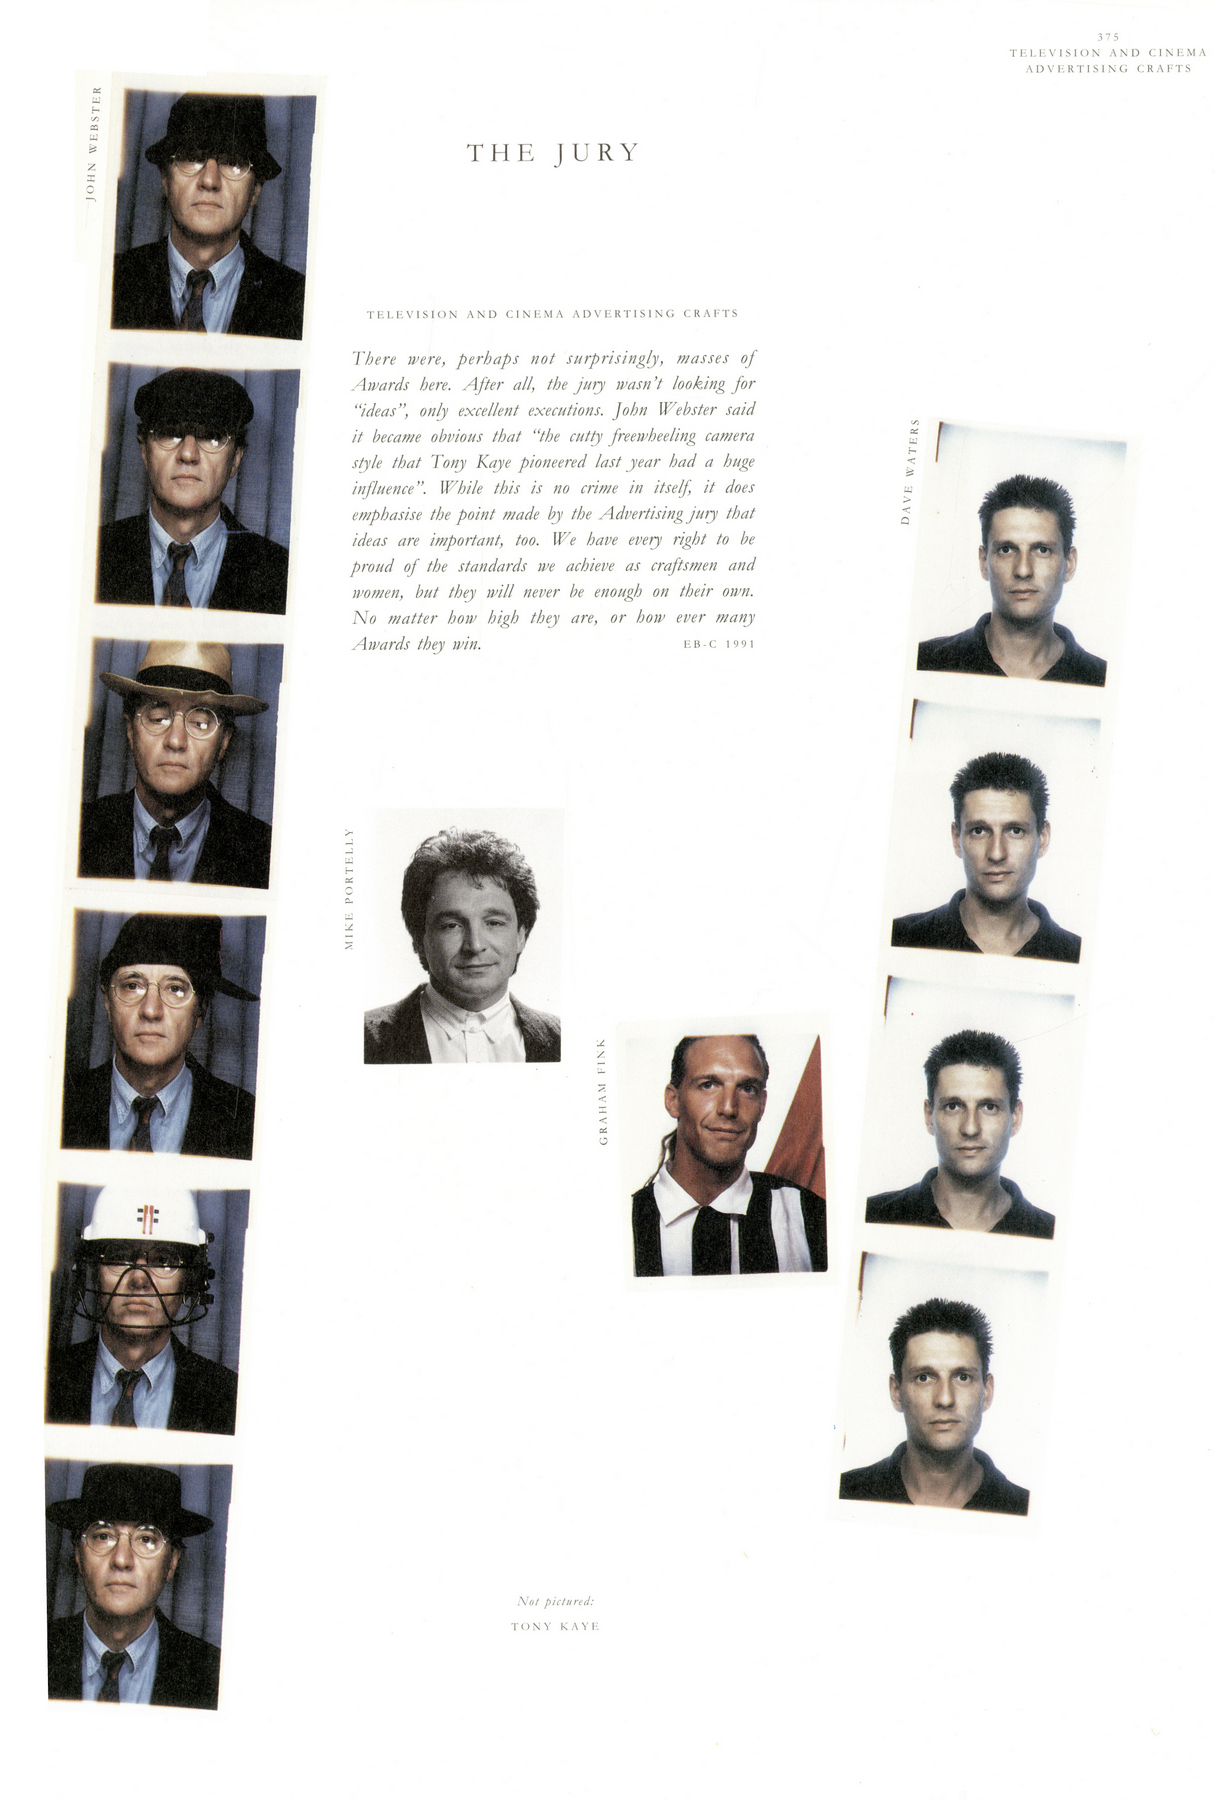 375
TELEVISION AND CINEMA
ADVERTISING CRAFTS
JOHN WEBSTER
THE JURY
TELEVISION AND CINEMA ADVERTISING CRAFTS
There were, perhaps not surprisingly, masses of
Awards here. After all, the jury wasn't looking for
“ideas”, only excellent executions. John Webster said
it became obvious that “the cutty freewheeling camera
style that Tony Kaye pioneered last year had a huge
influence”. While this is no crime in itself, it does
emphasise the point made by the Advertising jury that
ideas are important, too. We have every right to be
proud of the standards we achieve as craftsmen and
women, but they will never be enough on their own.
No matter how high they are, or how ever many
Awards they win. EB-C 1991
DAVE WATERS
MIKE PORTELLY
GRAHAM FINK
Not pictured:
TONY KAYE